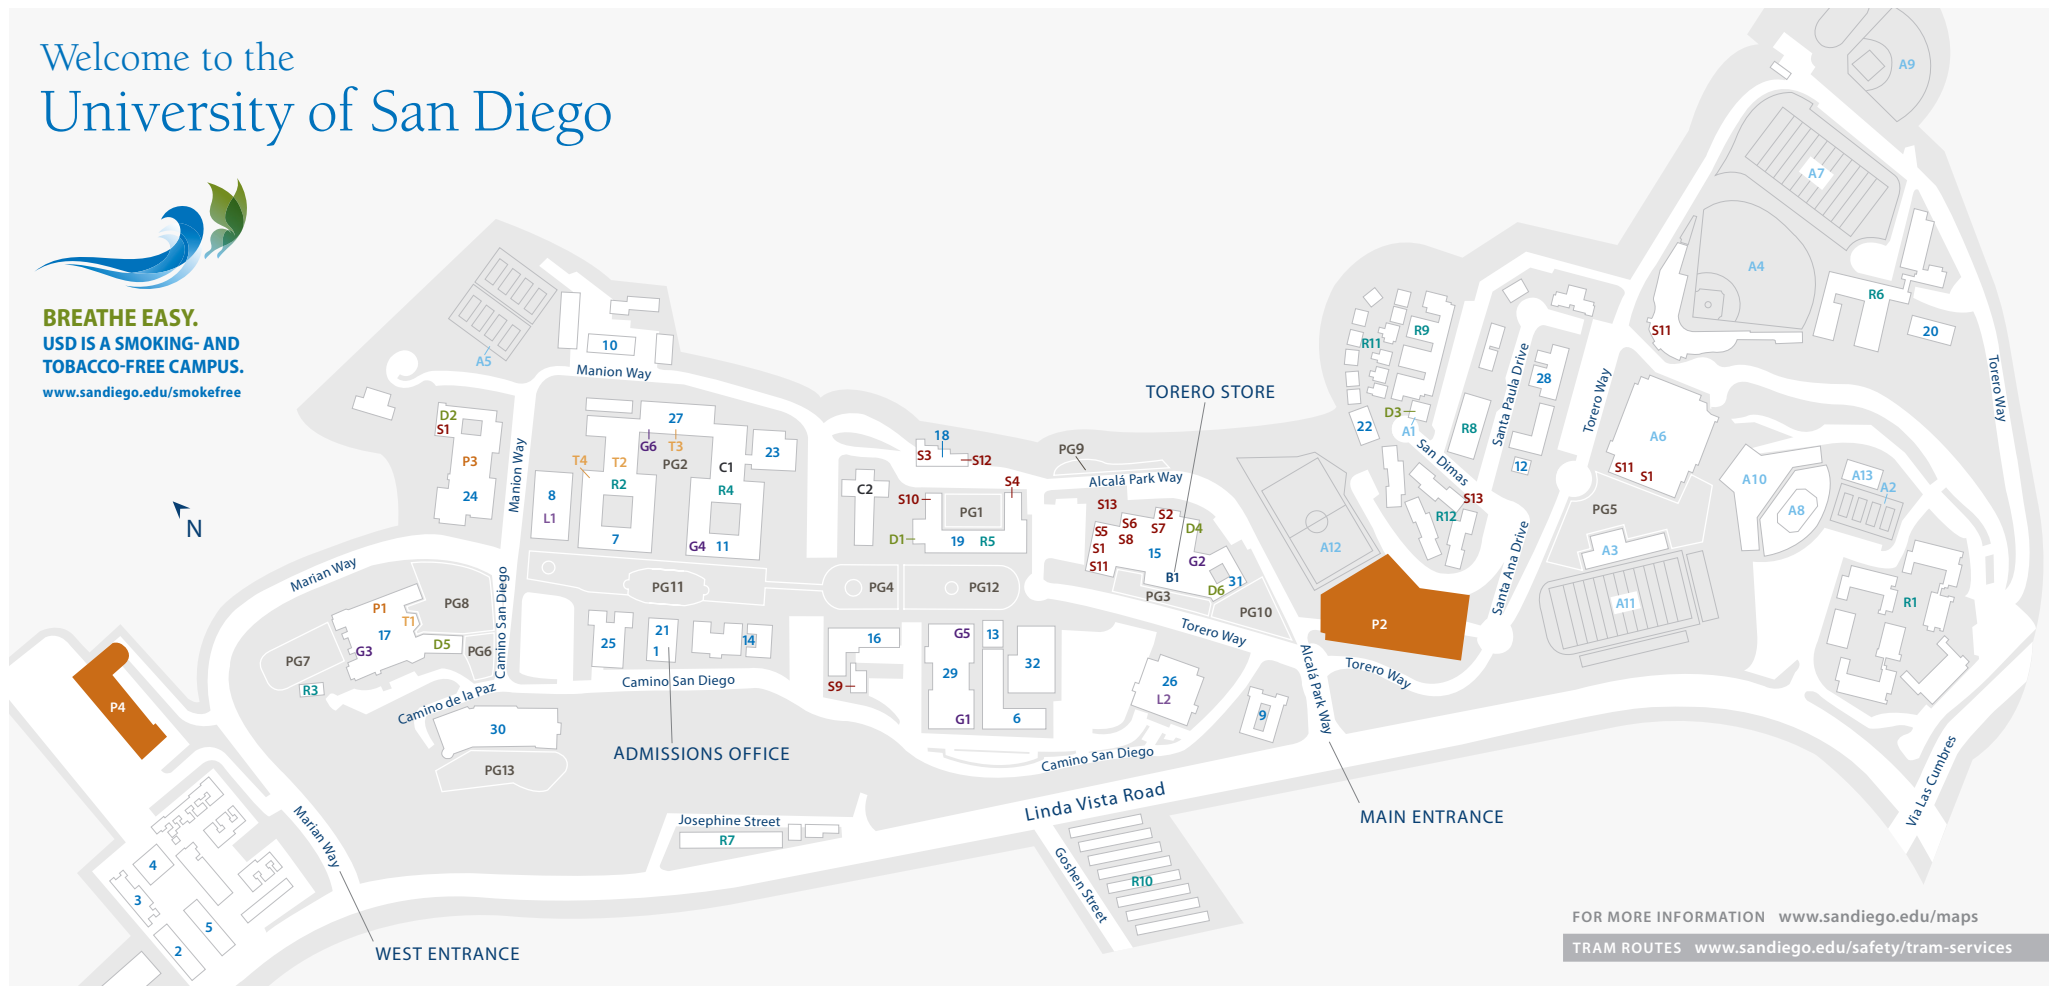 Welcome to the
University of San Diego
BREATHE EASY.
USD IS A SMOKING- AND
TOBACCO-FREE CAMPUS.
www.sandiego.edu/smokefree
N
A9
A7
A4
R6
20
S11
Torero Way
A5
10
Manion Way
D2
S1
P3
24
Manion Way
8
L1
T4
T2
R2
7
27
G6
T3
PG2
C1
R4
G4
11
23
18
S3
S12
C2
S10
S4
PG1
D1
19
R5
PG9
TORERO STORE
Alcalá Park Way
S13
S5
S6
S2
S7
S1
S8
D4
S11
15
B1
G2
D6
31
PG3
PG10
R11
R9
22
D3
A1
R8
San Dimas
S13
R12
12
28
Santa Paula Drive
Torero Way
A6
S11
S1
PG5
A10
A13
A2
A8
A3
A11
R1
A12
P2
Santa Ana Drive
Marian Way
PG8
Camino San Diego
P1
T1
17
G3
D5
PG6
PG7
R3
Camino de la Paz
30
PG13
PG11
PG4
PG12
25
21
1
14
Camino San Diego
ADMISSIONS OFFICE
16
S9
G5
13
29
32
G1
6
Torero Way
26
L2
9
Alcalá Park Way
Torero Way
Camino San Diego
Linda Vista Road
MAIN ENTRANCE
Via Las Cumbres
P4
Marian Way
4
3
5
2
WEST ENTRANCE
Josephine Street
R7
Goshen Street
R10
FOR MORE INFORMATION www.sandiego.edu/maps
TRAM ROUTES www.sandiego.edu/safety/tram-services